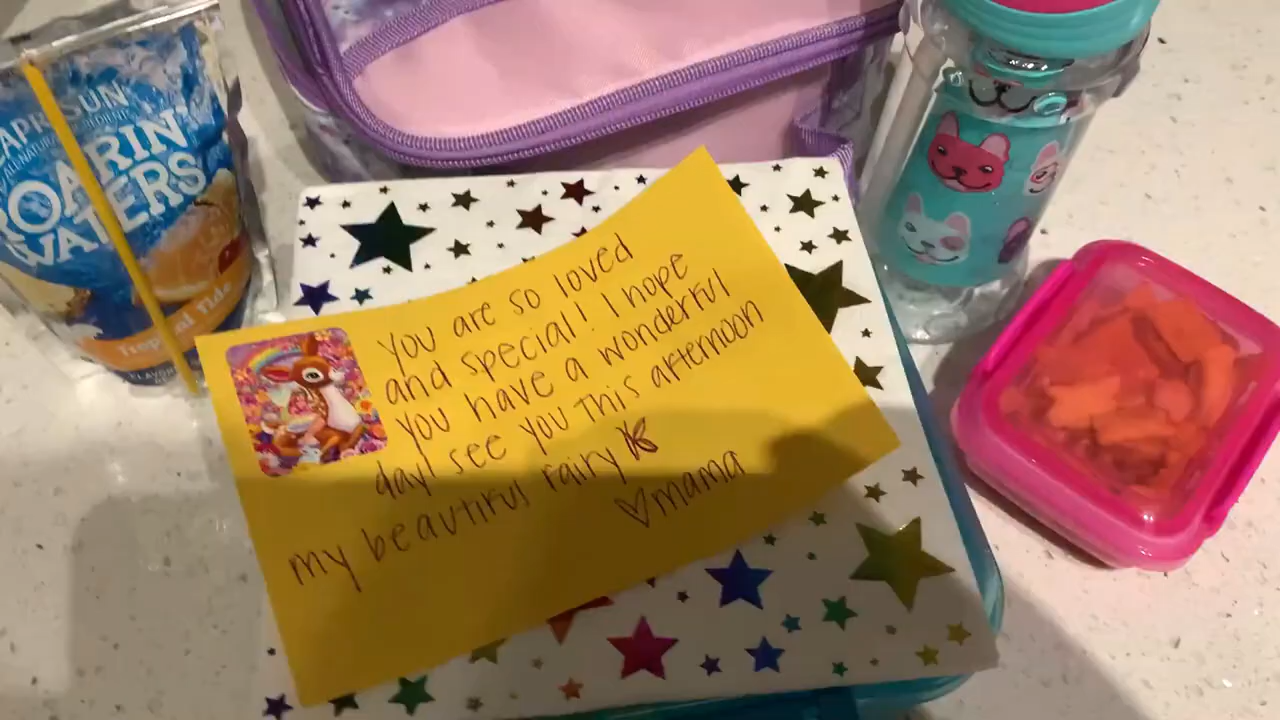 CAPRI SUN
ROARIN'
WATERS
Tropical Tide
FLAVOR
You are so loved
and special! I hope
you have a wonderful
day! see you this afternoon
my beautiful fairy
♡mama